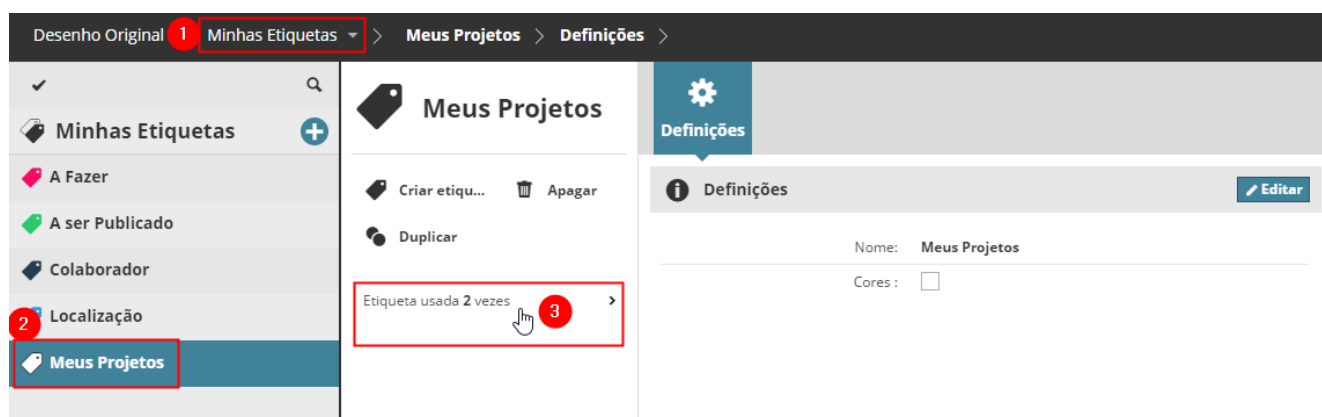 Desenho Original 1 Minhas Etiquetas > Meus Projetos > Definições >
Minhas Etiquetas
A Fazer
A ser Publicado
Colaborador
2 Localização
Meus Projetos
Meus Projetos
Criar etiqu... Apagar
Duplicar
Etiqueta usada 2 vezes 3
Definições
Definições Editar
Nome: Meus Projetos
Cores :